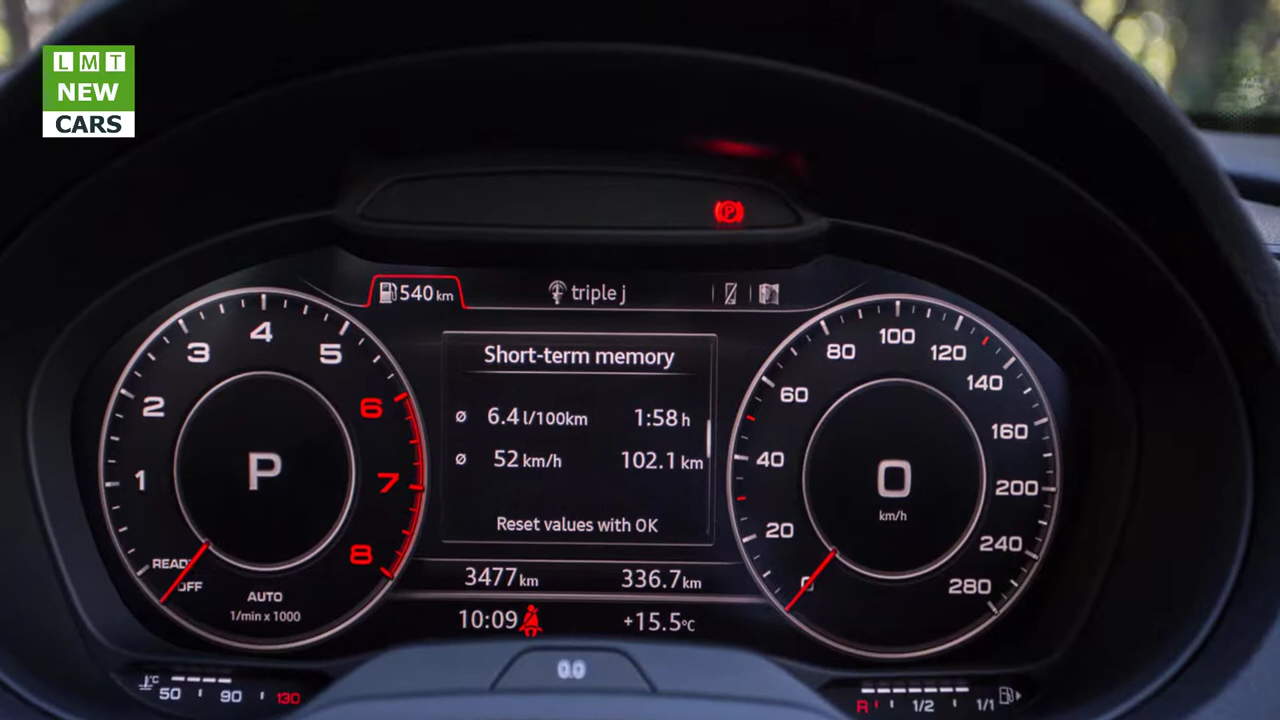 LMT
NEW
CARS
P
540 km
triple j
Short-term memory
ø 6.4 l/100km 1:58 h
ø 52 km/h 102.1 km
Reset values with OK
3477 km 336.7 km
10:09 +15.5°C
1 2 3 4 5 6 7 8
P
READY
OFF
AUTO
1/min x 1000
0 20 40 60 80 100 120 140 160 200 240 280
0
km/h
°C
50 90 130
0.0
R 1/2 1/1